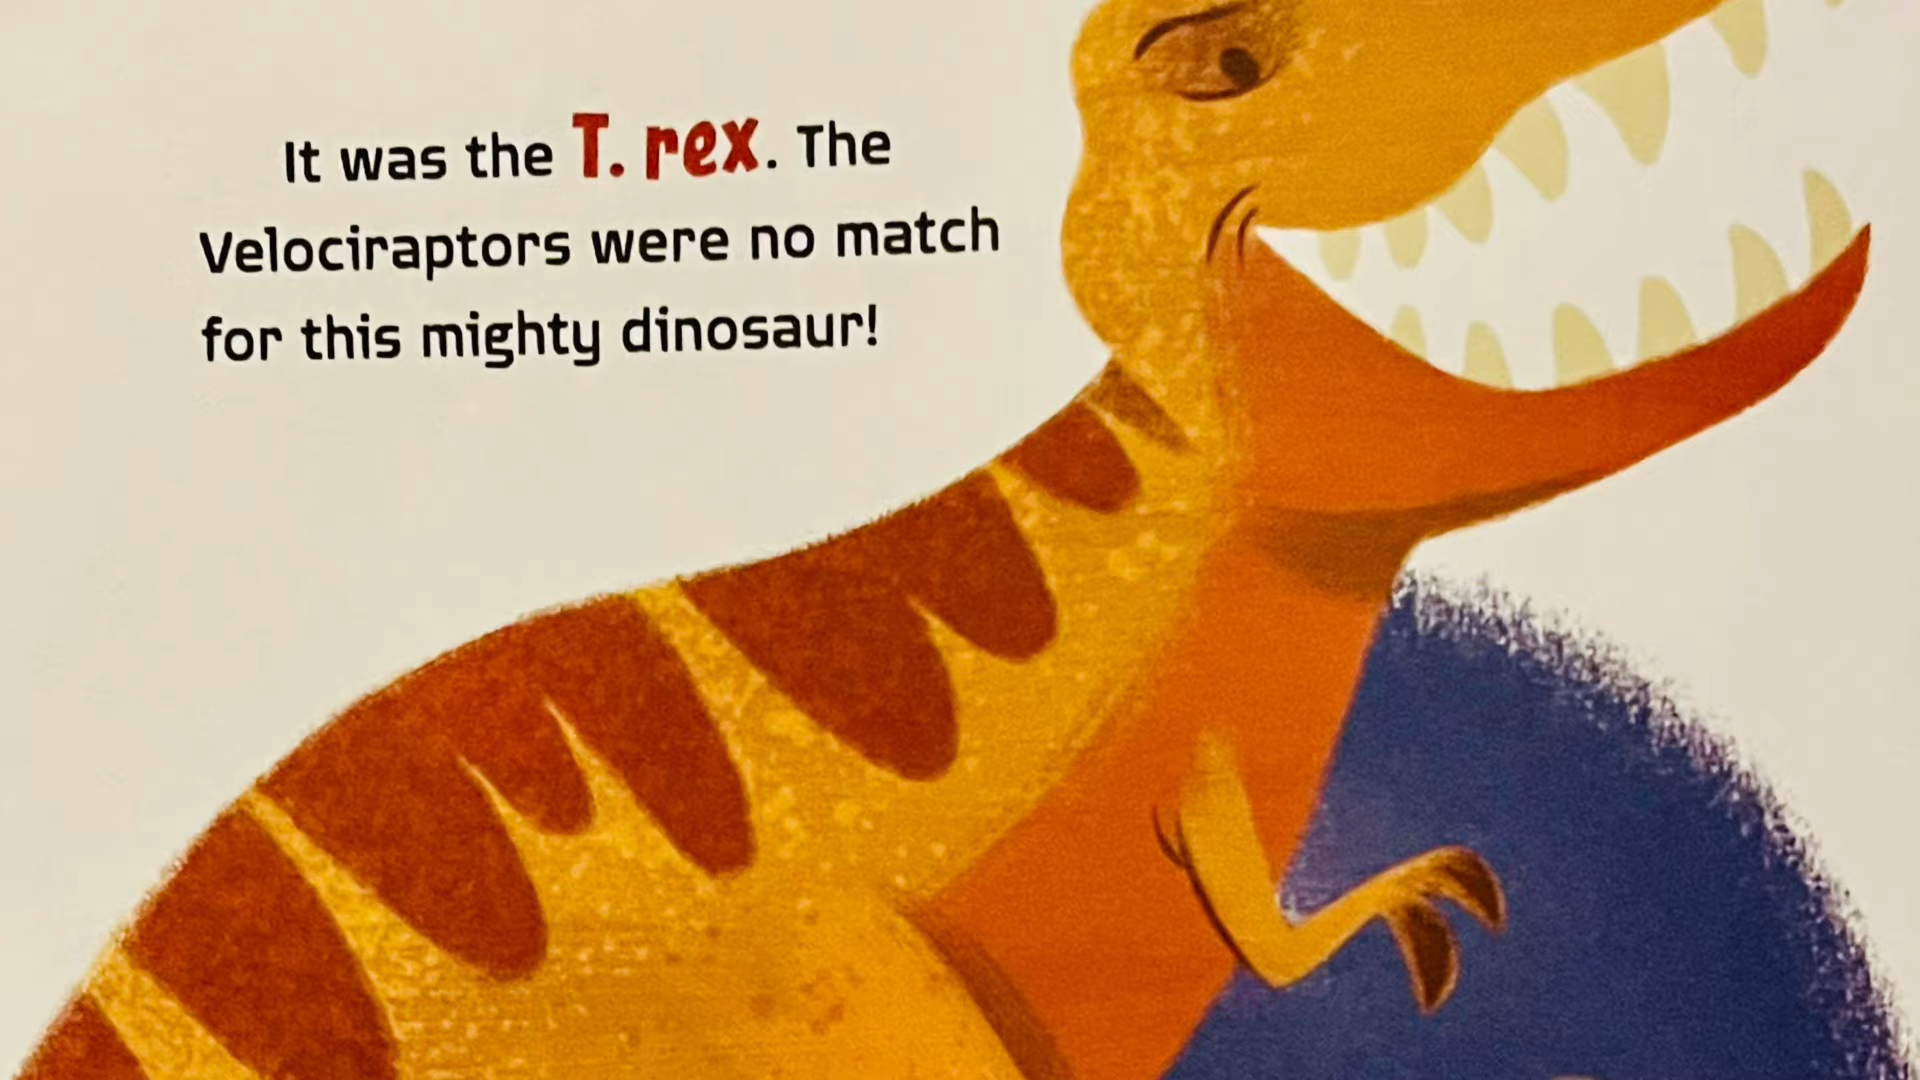 It was the T. rex. The
Velociraptors were no match
for this mighty dinosaur!